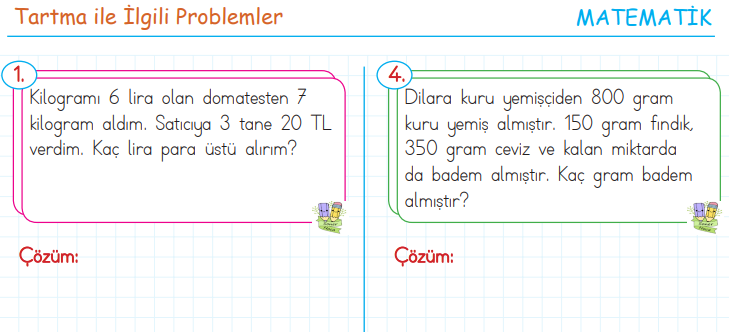 Tartma ile İlgili Problemler
MATEMATİK
1.
Kilogramı 6 lira olan domatesten 7
kilogram aldım. Satıcıya 3 tane 20 TL
verdim. Kaç lira para üstü alırım?
Çözüm:
4.
Dilara kuru yemişçiden 800 gram
kuru yemiş almıştır. 150 gram fındık,
350 gram ceviz ve kalan miktarda
da badem almıştır. Kaç gram badem
almıştır?
Çözüm: